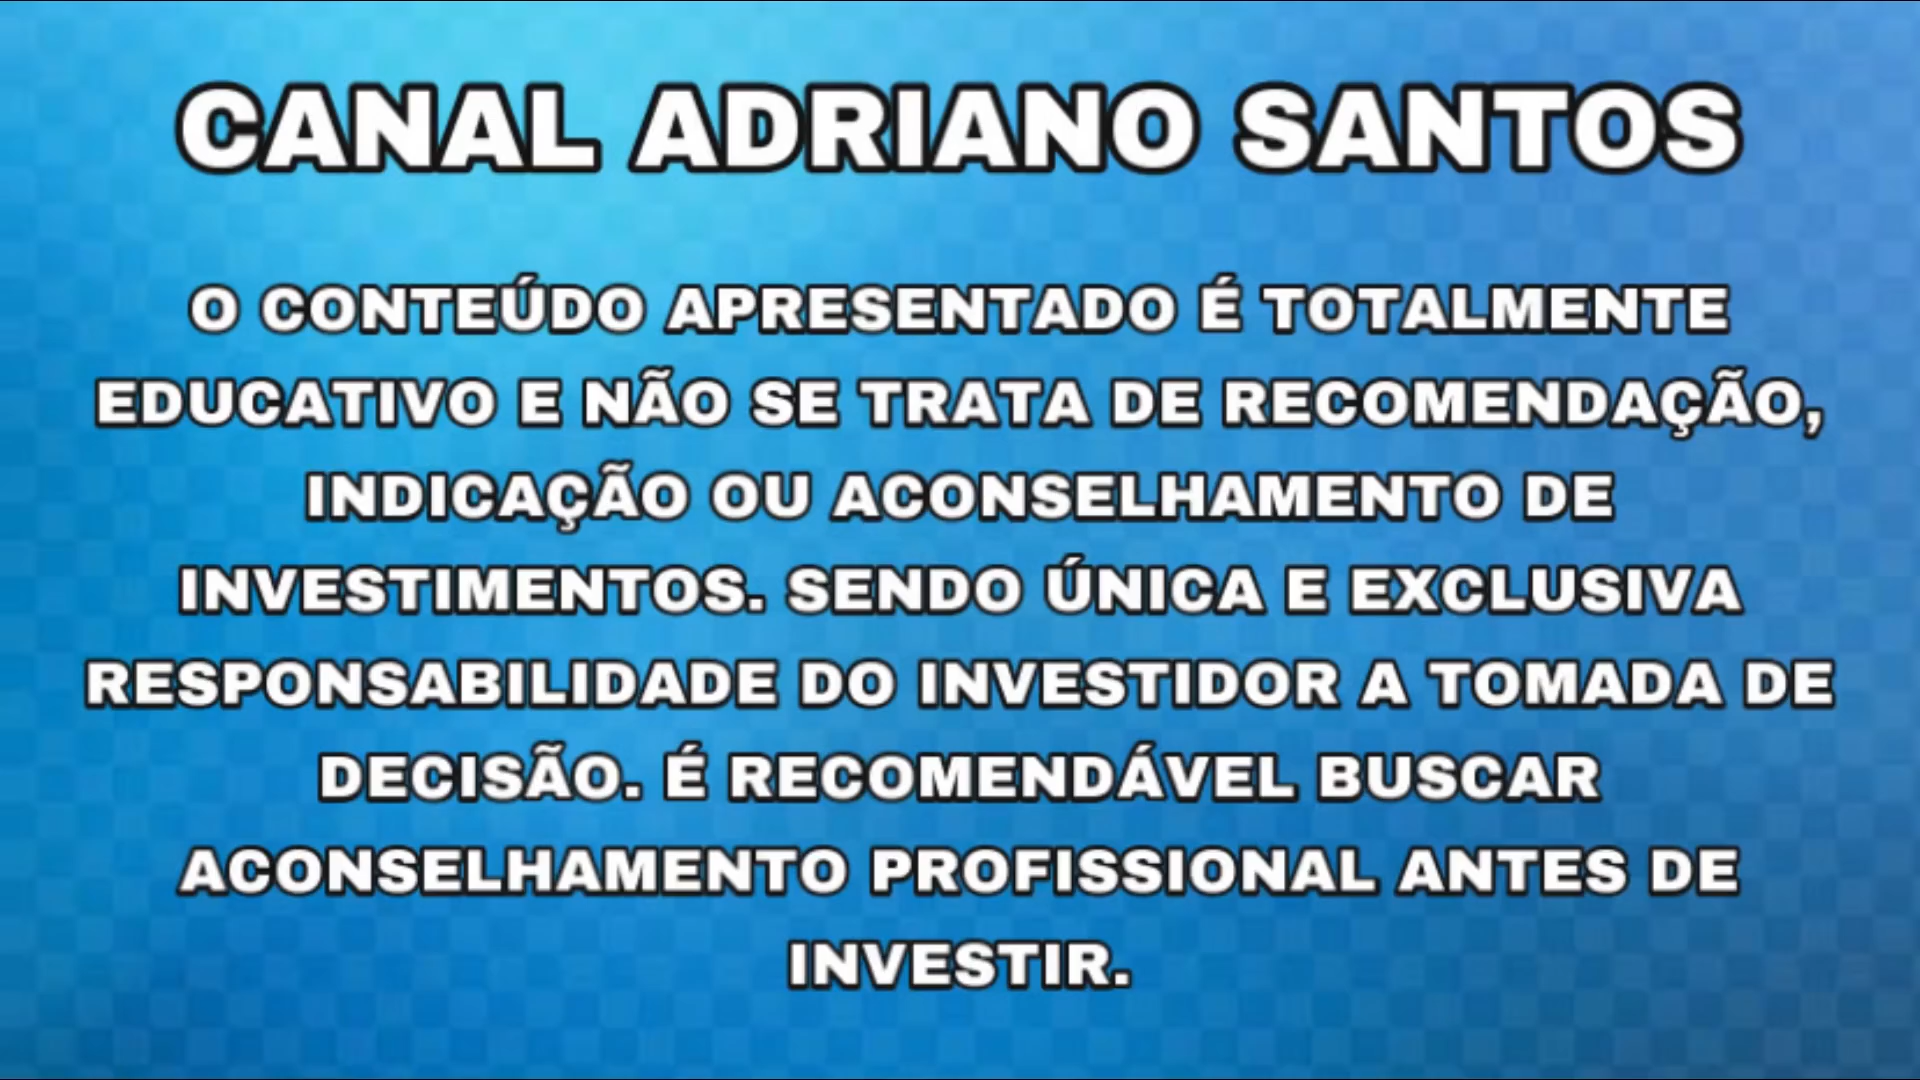 CANAL ADRIANO SANTOS
O CONTEÚDO APRESENTADO É TOTALMENTE
EDUCATIVO E NÃO SE TRATA DE RECOMENDAÇÃO,
INDICAÇÃO OU ACONSELHAMENTO DE
INVESTIMENTOS. SENDO ÚNICA E EXCLUSIVA
RESPONSABILIDADE DO INVESTIDOR A TOMADA DE
DECISÃO. É RECOMENDÁVEL BUSCAR
ACONSELHAMENTO PROFISSIONAL ANTES DE
INVESTIR.